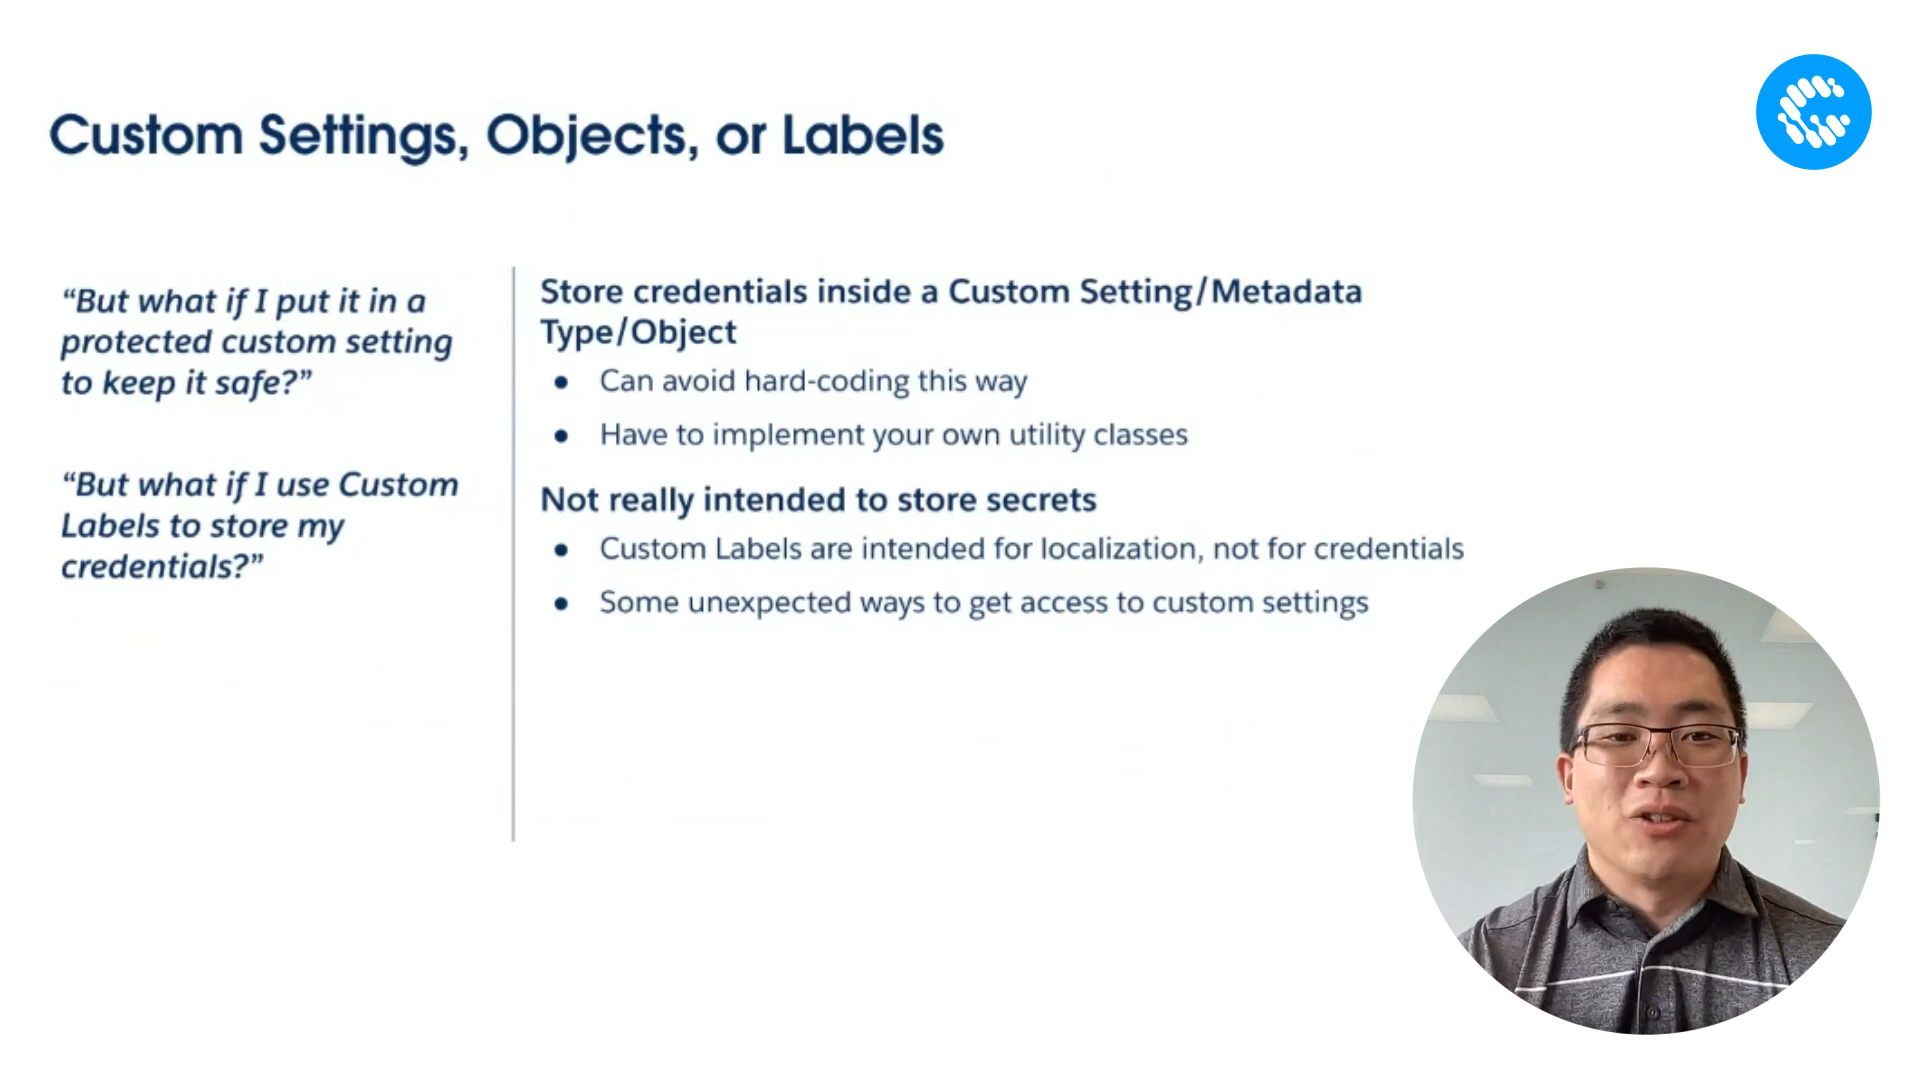 Custom Settings, Objects, or Labels
“But what if I put it in a
protected custom setting
to keep it safe?”
“But what if I use Custom
Labels to store my
credentials?”
Store credentials inside a Custom Setting/Metadata
Type/Object
● Can avoid hard-coding this way
● Have to implement your own utility classes
Not really intended to store secrets
● Custom Labels are intended for localization, not for credentials
● Some unexpected ways to get access to custom settings